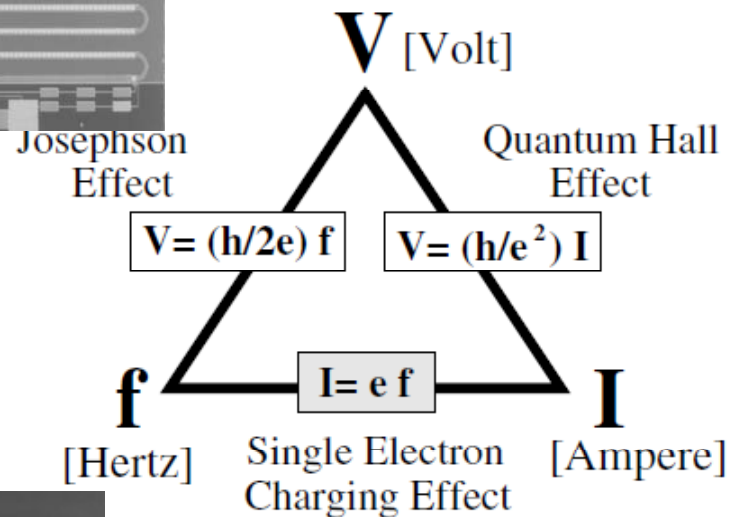 V [Volt]
Josephson
Effect
Quantum Hall
Effect
V= (h/2e) f
V= (h/e²) I
I= e f
f
[Hertz]
I
[Ampere]
Single Electron
Charging Effect